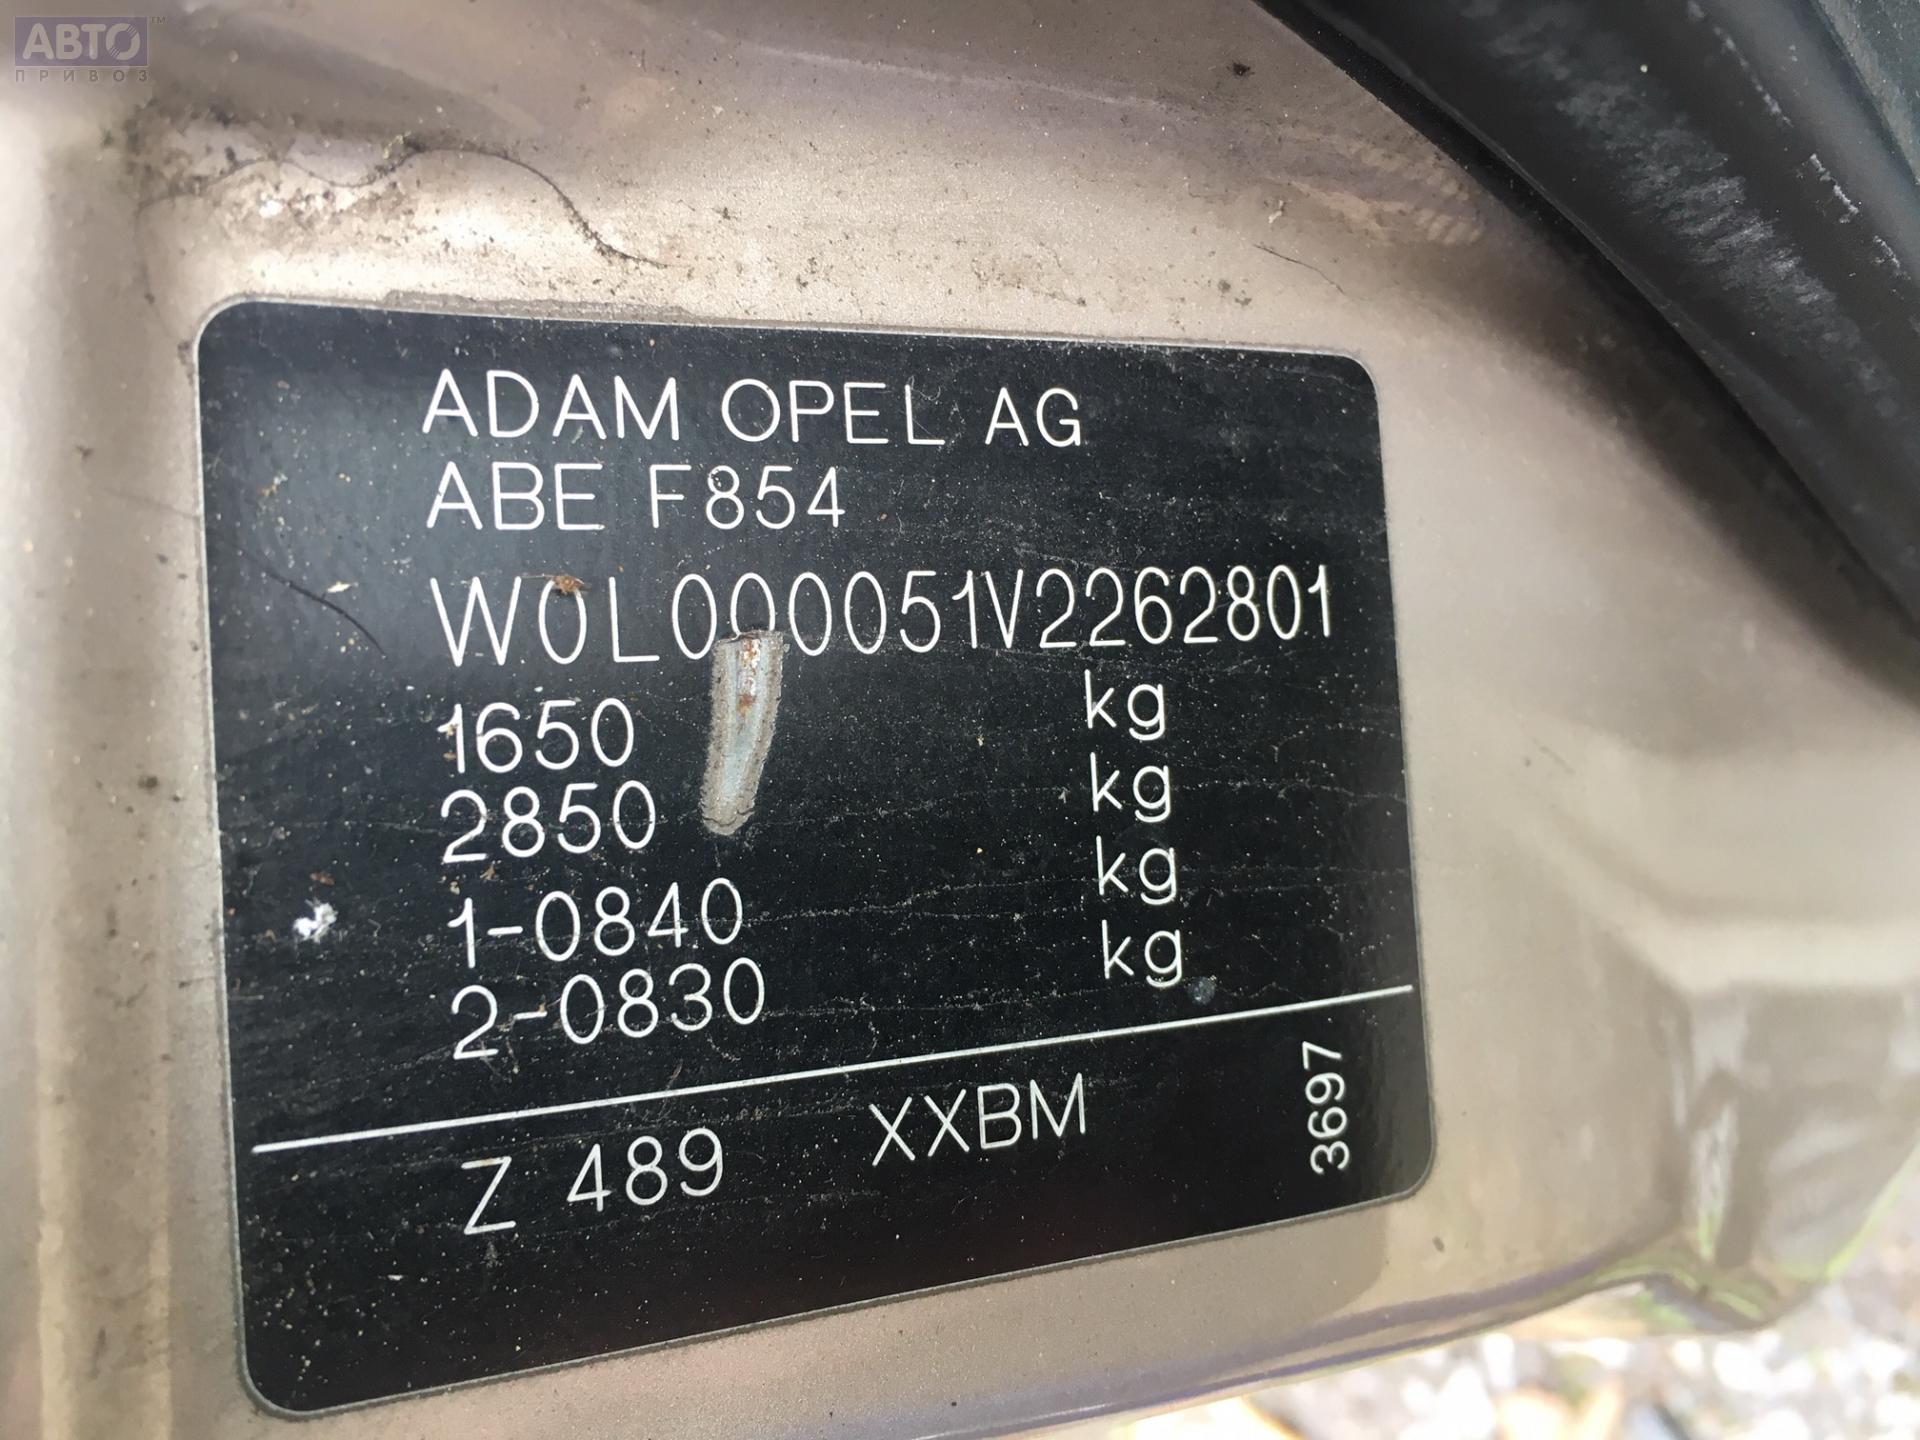 АВТО™
ПРИВОЗ
ADAM OPEL AG
ABE F854
W0L000051V2262801
1650 kg
2850 kg
1-0840 kg
2-0830 kg
Z 489 XXBM 3697